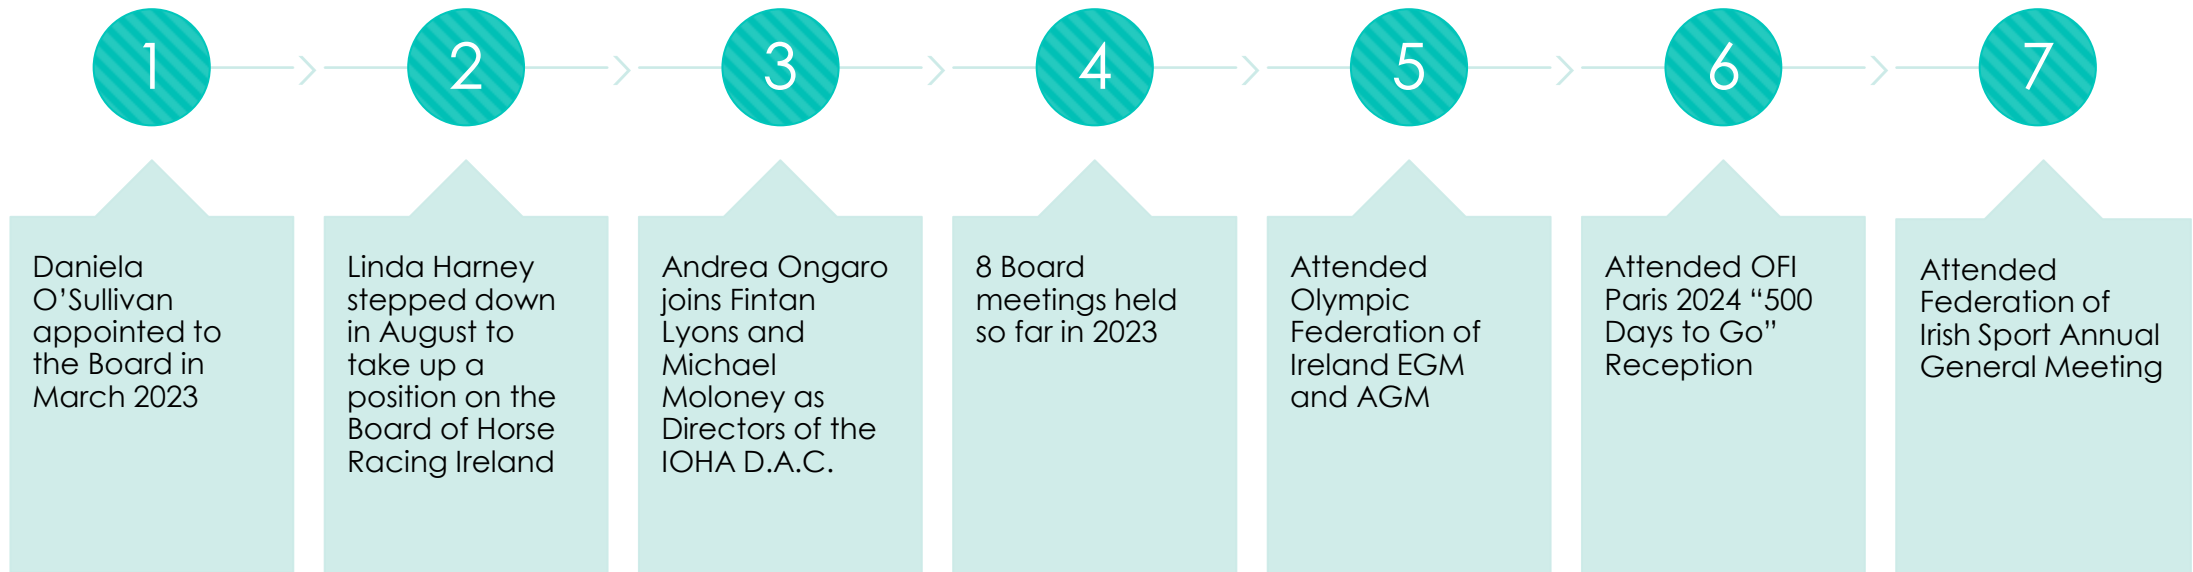 1
2
3
4
5
6
7
Daniela
O’Sullivan
appointed to
the Board in
March 2023
Linda Harney
stepped down
in August to
take up a
position on the
Board of Horse
Racing Ireland
Andrea Ongaro
joins Fintan
Lyons and
Michael
Moloney as
Directors of the
IOHA D.A.C.
8 Board
meetings held
so far in 2023
Attended
Olympic
Federation of
Ireland EGM
and AGM
Attended OFI
Paris 2024 “500
Days to Go”
Reception
Attended
Federation of
Irish Sport Annual
General Meeting